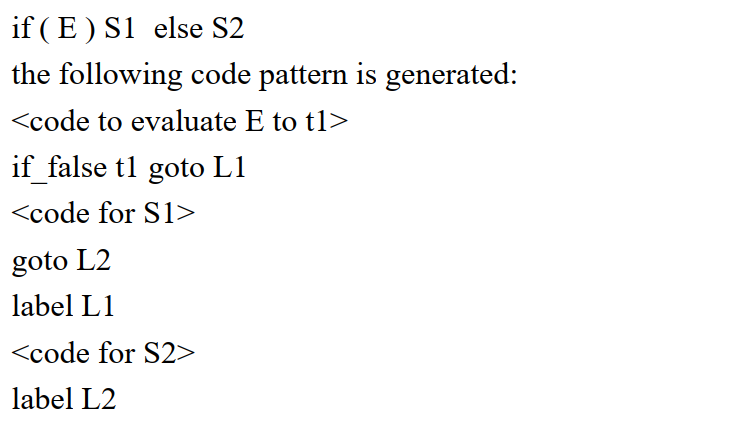 if ( E ) S1  else S2
the following code pattern is generated:
<code to evaluate E to t1>
if_false t1 goto L1
<code for S1>
goto L2
label L1
<code for S2>
label L2